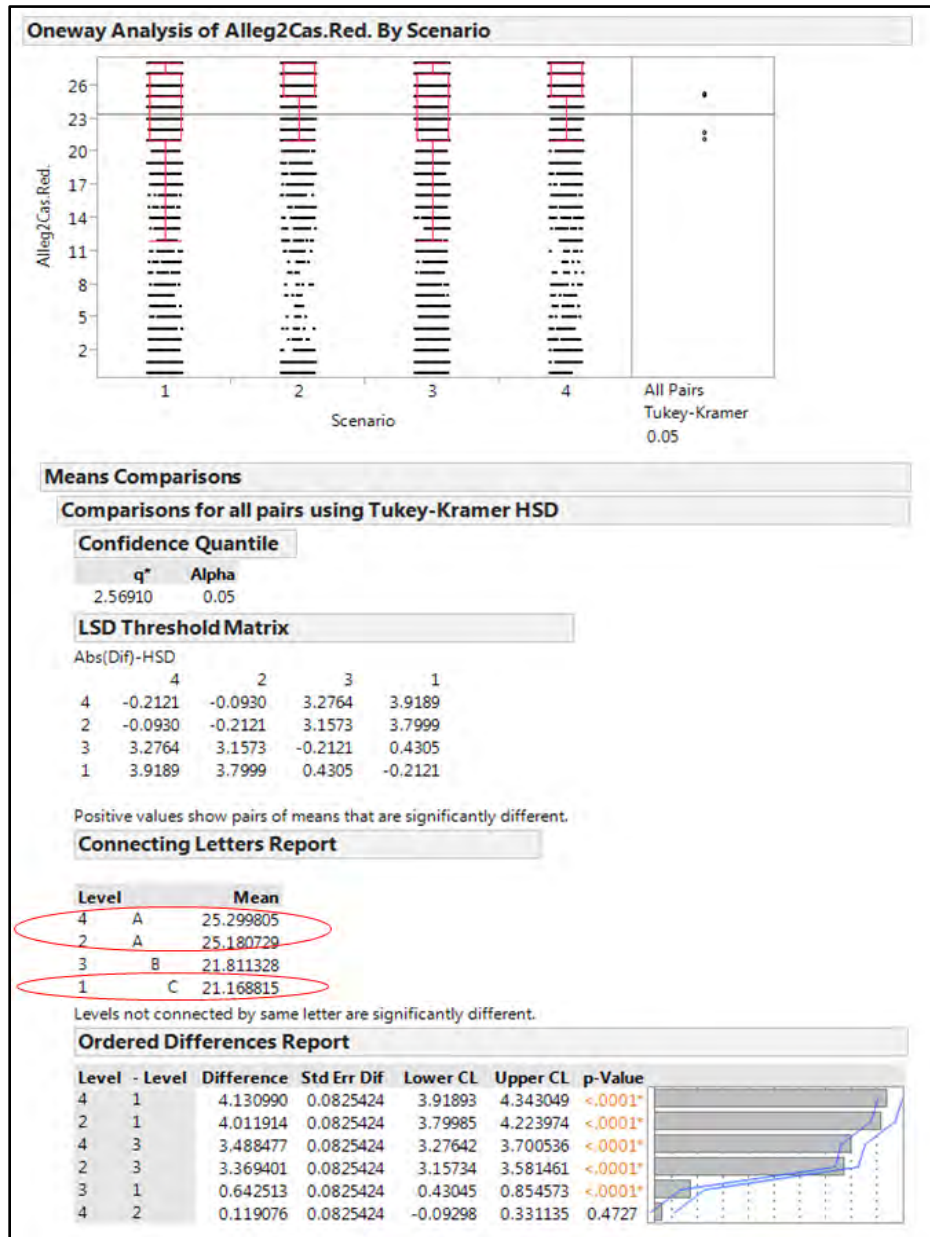 Oneway Analysis of Alleg2Cas.Red. By Scenario
26
23
20
17
14
11
8
5
2
Alleg2Cas.Red.
1 2 3 4 All Pairs
Tukey-Kramer
0.05
Scenario
Means Comparisons
Comparisons for all pairs using Tukey-Kramer HSD
Confidence Quantile
q* Alpha
2.56910 0.05
LSD Threshold Matrix
Abs(Dif)-HSD
4 2 3 1
4 -0.2121 -0.0930 3.2764 3.9189
2 -0.0930 -0.2121 3.1573 3.7999
3 3.2764 3.1573 -0.2121 0.4305
1 3.9189 3.7999 0.4305 -0.2121
Positive values show pairs of means that are significantly different.
Connecting Letters Report
Level Mean
4 A 25.299805
2 A 25.180729
3 B 21.811328
1 C 21.168815
Levels not connected by same letter are significantly different.
Ordered Differences Report
Level - Level Difference Std Err Dif Lower CL Upper CL p-Value
4 1 4.130990 0.0825424 3.91893 4.343049 <.0001*
2 1 4.011914 0.0825424 3.79985 4.223974 <.0001*
4 3 3.488477 0.0825424 3.27642 3.700536 <.0001*
2 3 3.369401 0.0825424 3.15734 3.581461 <.0001*
3 1 0.642513 0.0825424 0.43045 0.854573 <.0001*
4 2 0.119076 0.0825424 -0.09298 0.331135 0.4727